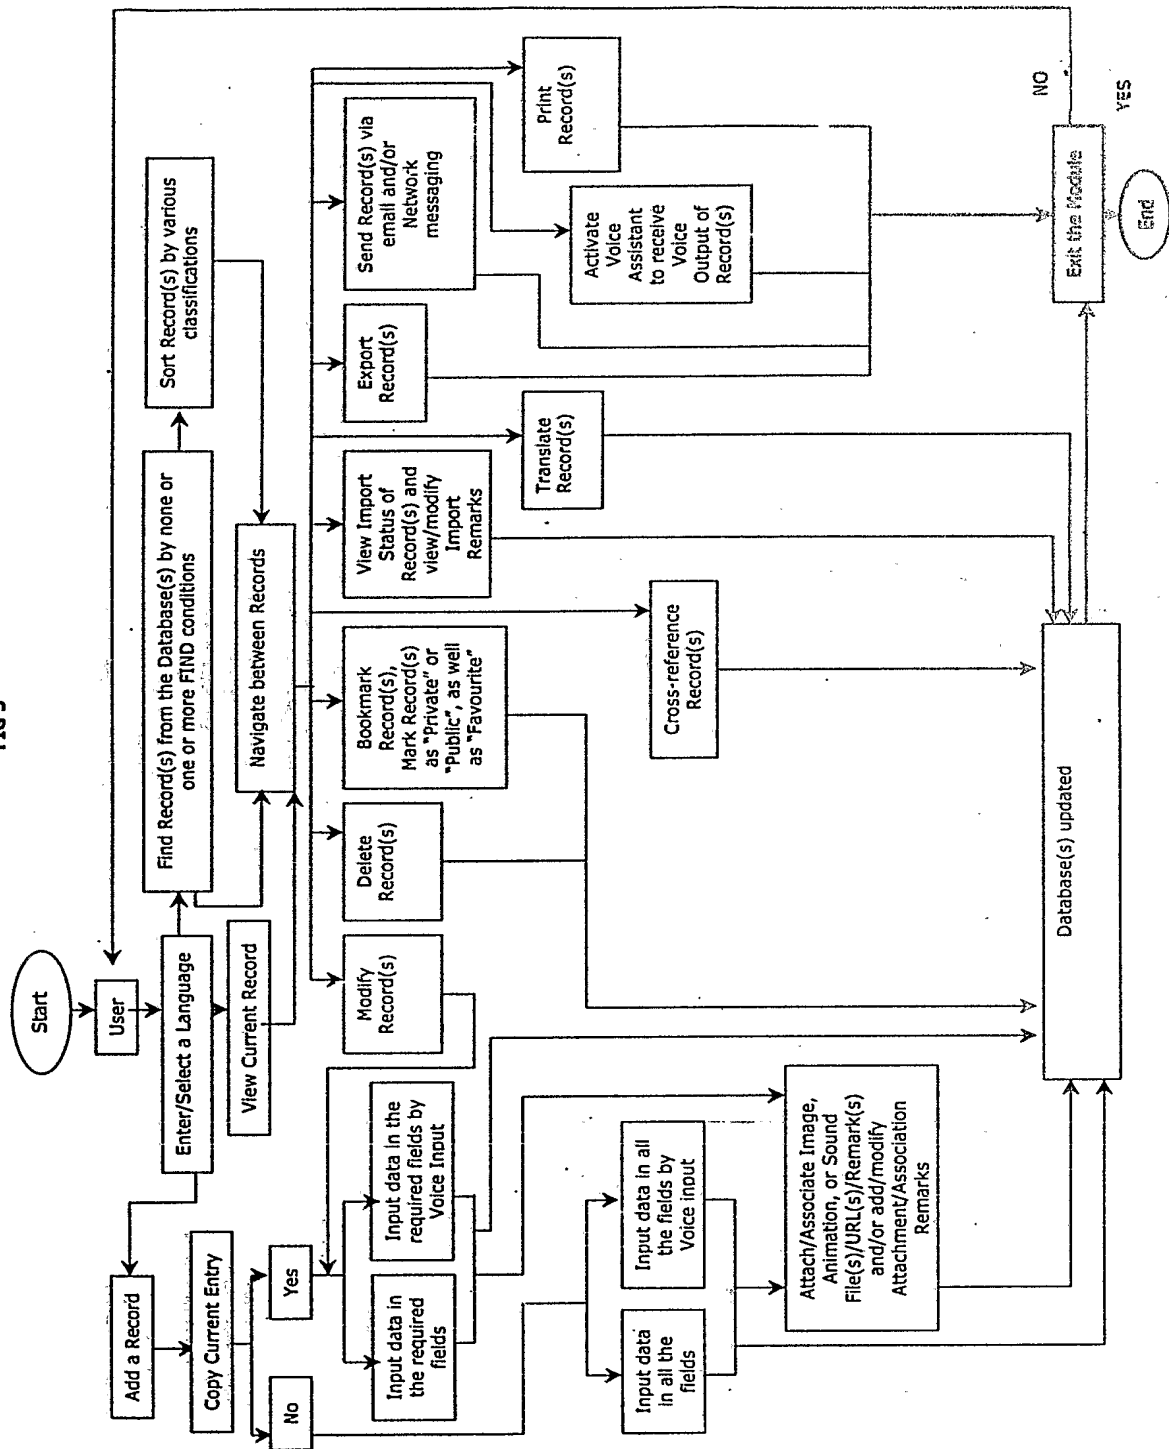 FIG 5
Start
User
Enter/Select a Language
Add a Record
View Current Record
Find Record(s) from the Database(s) by none or
one or more FIND conditions
Sort Record(s) by various
classifications
Copy Current Entry
Navigate between Records
No
Yes
Modify
Record(s)
Delete
Record(s)
Bookmark
Record(s),
Mark Record(s)
as "Private" or
"Public", as well
as "Favourite"
View Import
Status of
Record(s) and
view/modify
Import
Remarks
Export
Record(s)
Send Record(s) via
email and/or
Network
messaging
Input data in
the required
fields
Input data in the
required fields by
Voice Input
Translate
Record(s)
Print
Record(s)
Activate
Voice
Assistant
to receive
Voice
Output of
Record(s)
Input data
in all the
fields
Input data in all
the fields by
Voice input
Cross-reference
Record(s)
Attach/Associate Image,
Animation, or Sound
File(s)/URL(s)/Remark(s)
and/or add/modify
Attachment/Association
Remarks
Database(s) updated
Exit the Module
NO
YES
End